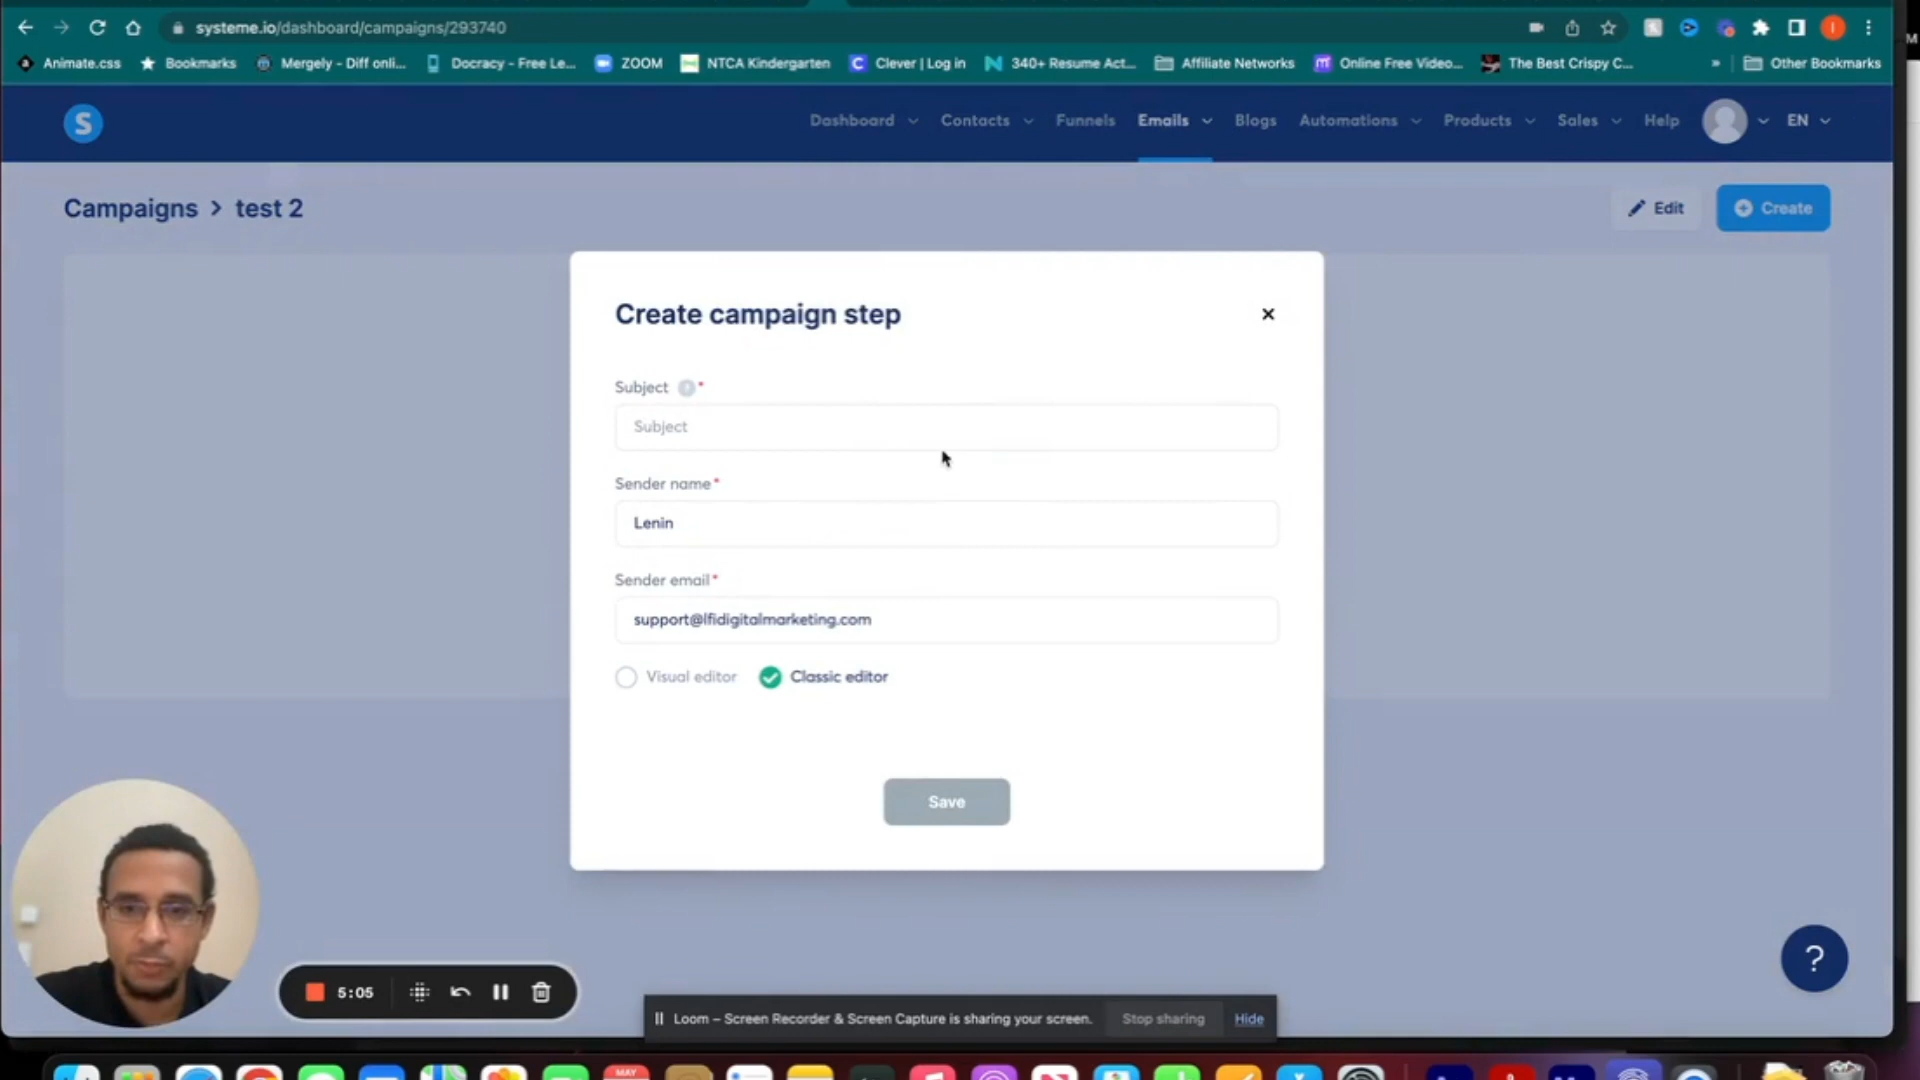 systeme.io/dashboard/campaigns/293740
Animate.css Bookmarks Mergely - Diff onli... Docracy - Free Le... ZOOM NTCA Kindergarten Clever | Log in 340+ Resume Act... Affiliate Networks Online Free Video... The Best Crispy C... » Other Bookmarks
S Dashboard Contacts Funnels Emails Blogs Automations Products Sales Help EN
Campaigns > test 2 Edit Create
Create campaign step
Subject *
Subject
Sender name*
Lenin
Sender email*
support@lfidigitalmarketing.com
Visual editor Classic editor
Save
?
5:05
Loom – Screen Recorder & Screen Capture is sharing your screen. Stop sharing Hide
MAY